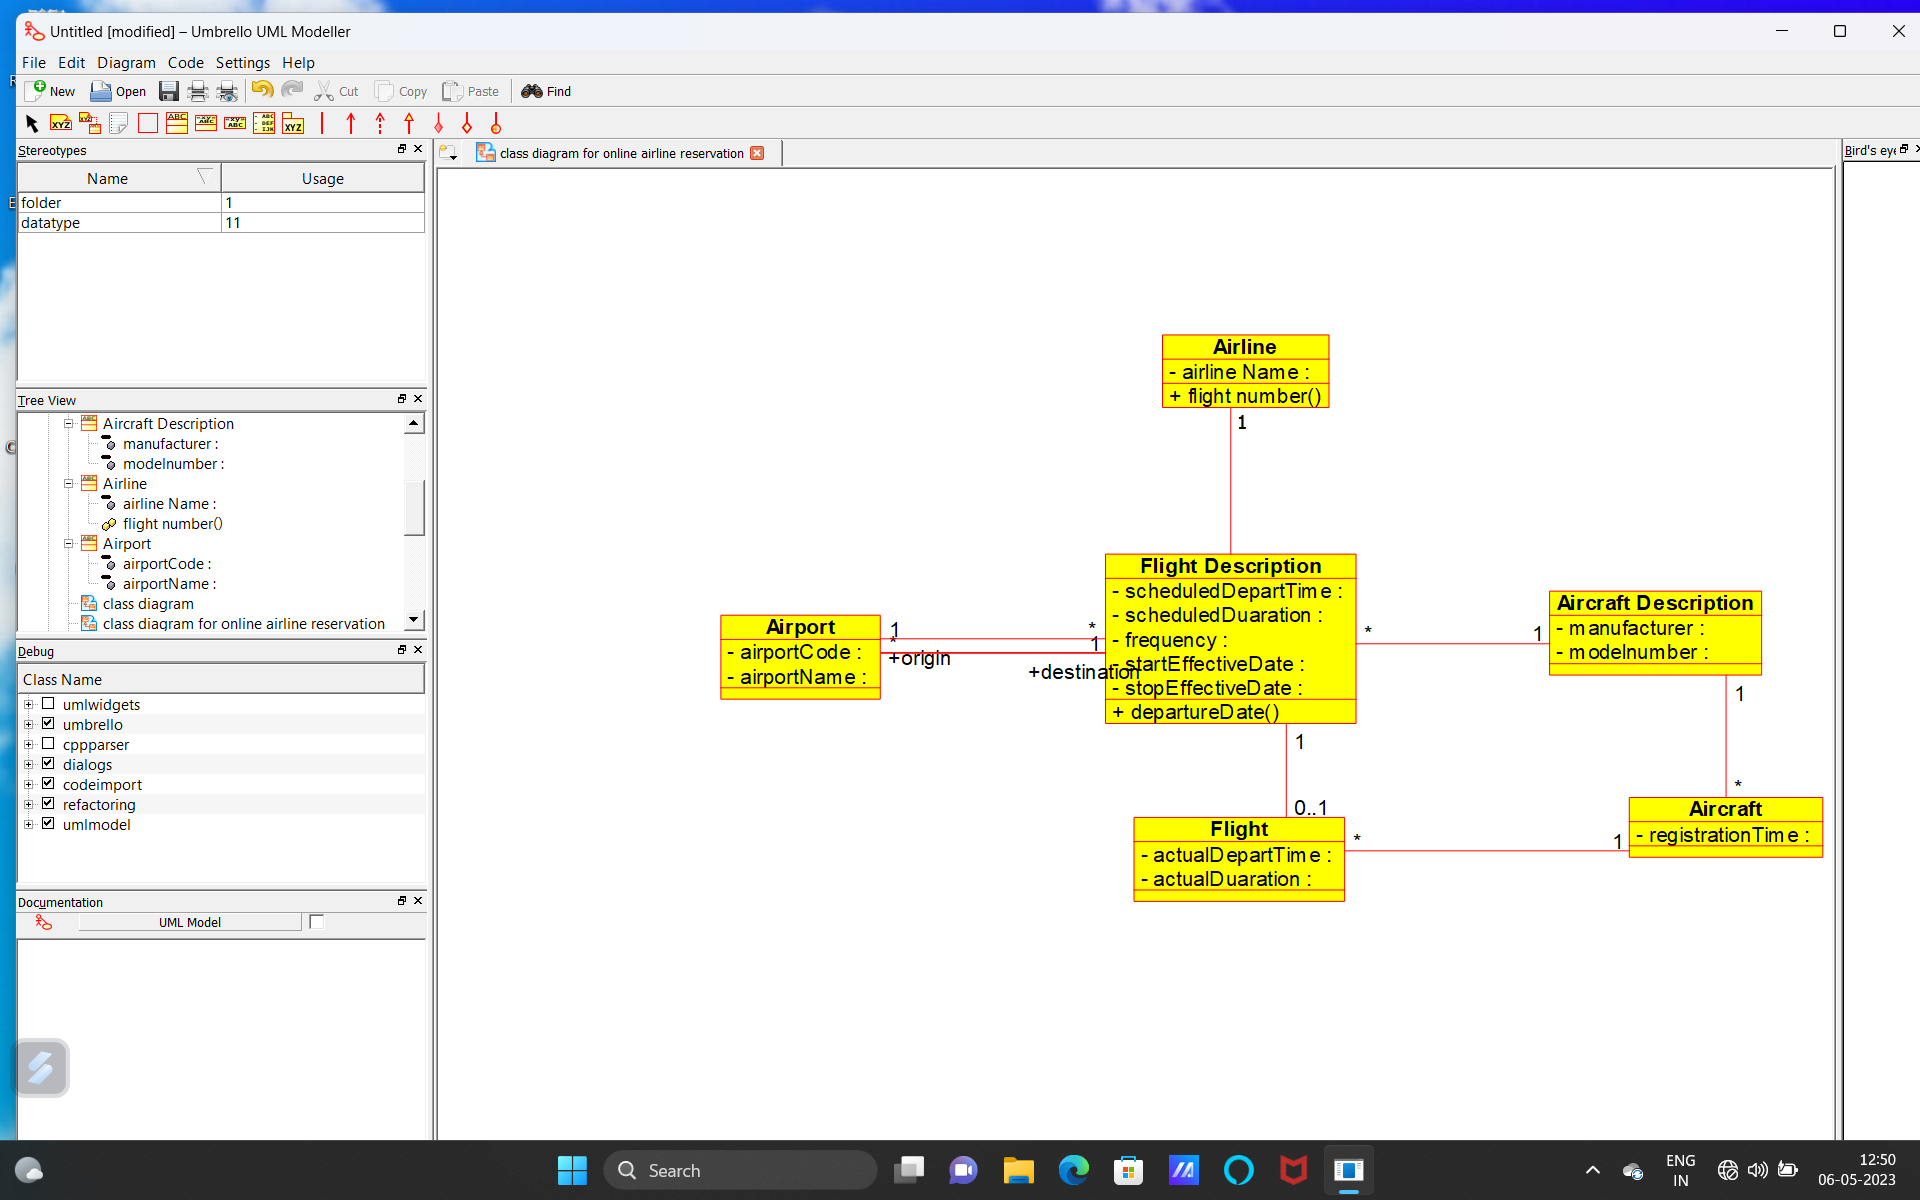 Untitled [modified] – Umbrello UML Modeller
File Edit Diagram Code Settings Help
New Open Cut Copy Paste Find
Stereotypes
Name Usage
folder 1
datatype 11
Tree View
Aircraft Description
manufacturer :
modelnumber :
Airline
airline Name :
flight number()
Airport
airportCode :
airportName :
class diagram
class diagram for online airline reservation
Debug
Class Name
umlwidgets
umbrello
cppparser
dialogs
codeimport
refactoring
umlmodel
Documentation
UML Model
class diagram for online airline reservation
Bird's eye
Airline
- airline Name :
+ flight number()
1
Flight Description
- scheduledDepartTime :
- scheduledDuaration :
- frequency :
- startEffectiveDate :
- stopEffectiveDate :
+ departureDate()
Airport
- airportCode :
- airportName :
1 *
* 1
+origin
+destination
* 1
Aircraft Description
- manufacturer :
- modelnumber :
1
*
Aircraft
- registrationTime :
1
0..1
Flight
- actualDepartTime :
- actualDuaration :
* 1
Search
ENG
IN
12:50
06-05-2023